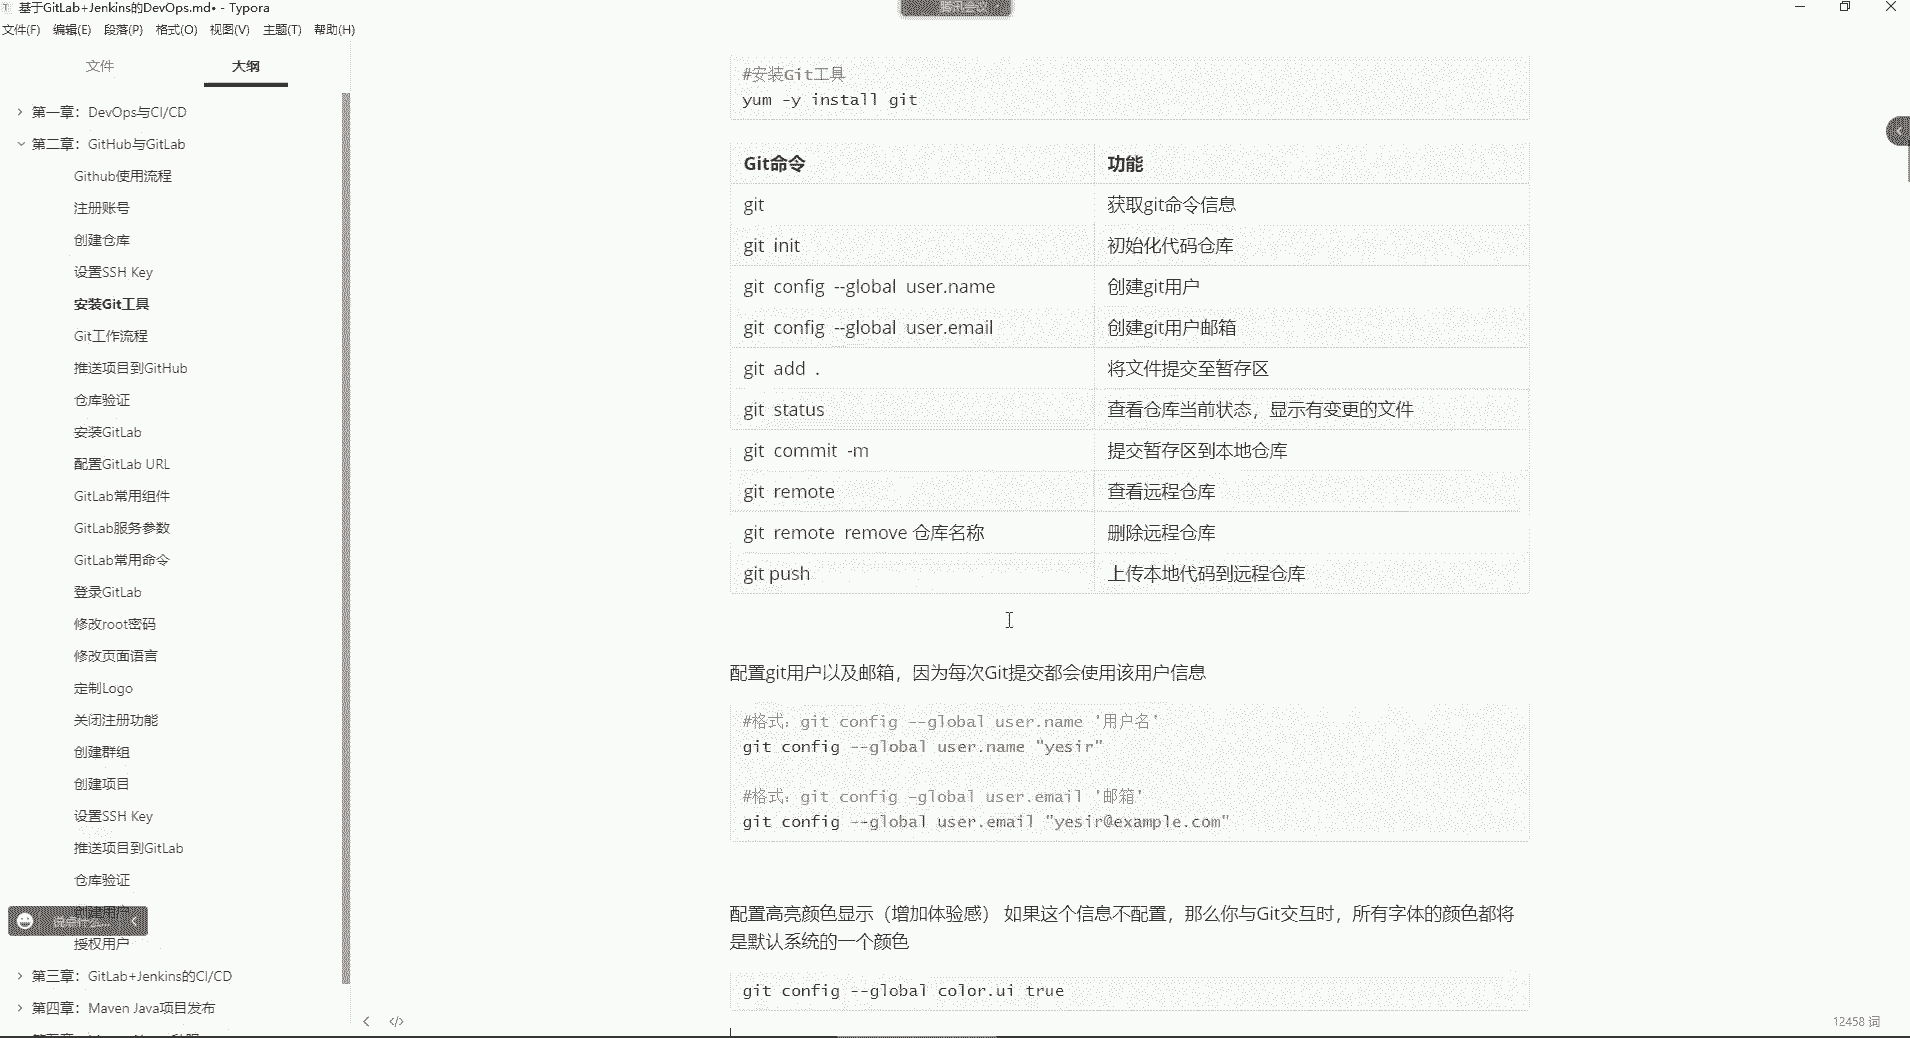 基于GitLab+Jenkins的DevOps.md• - Typora
腾讯会议
文件(F) 编辑(E) 段落(P) 格式(O) 视图(V) 主题(T) 帮助(H)
文件 大纲
第一章：DevOps与CI/CD
第二章：GitHub与GitLab
Github使用流程
注册账号
创建仓库
设置SSH Key
安装Git工具
Git工作流程
推送项目到GitHub
仓库验证
安装GitLab
配置GitLab URL
GitLab常用组件
GitLab服务参数
GitLab常用命令
登录GitLab
修改root密码
修改页面语言
定制Logo
关闭注册功能
创建群组
创建项目
设置SSH Key
推送项目到GitLab
仓库验证
创建用户
说点什么...
授权用户
第三章：GitLab+Jenkins的CI/CD
第四章：Maven Java项目发布
#安装Git工具
yum -y install git
Git命令 功能
git 获取git命令信息
git init 初始化代码仓库
git config --global user.name 创建git用户
git config --global user.email 创建git用户邮箱
git add . 将文件提交至暂存区
git status 查看仓库当前状态，显示有变更的文件
git commit -m 提交暂存区到本地仓库
git remote 查看远程仓库
git remote remove 仓库名称 删除远程仓库
git push 上传本地代码到远程仓库
配置git用户以及邮箱，因为每次Git提交都会使用该用户信息
#格式：git config --global user.name '用户名'
git config --global user.name "yesir"
#格式：git config –global user.email '邮箱'
git config --global user.email "yesir@example.com"
配置高亮颜色显示（增加体验感） 如果这个信息不配置，那么你与Git交互时，所有字体的颜色都将
是默认系统的一个颜色
git config --global color.ui true
12458 词